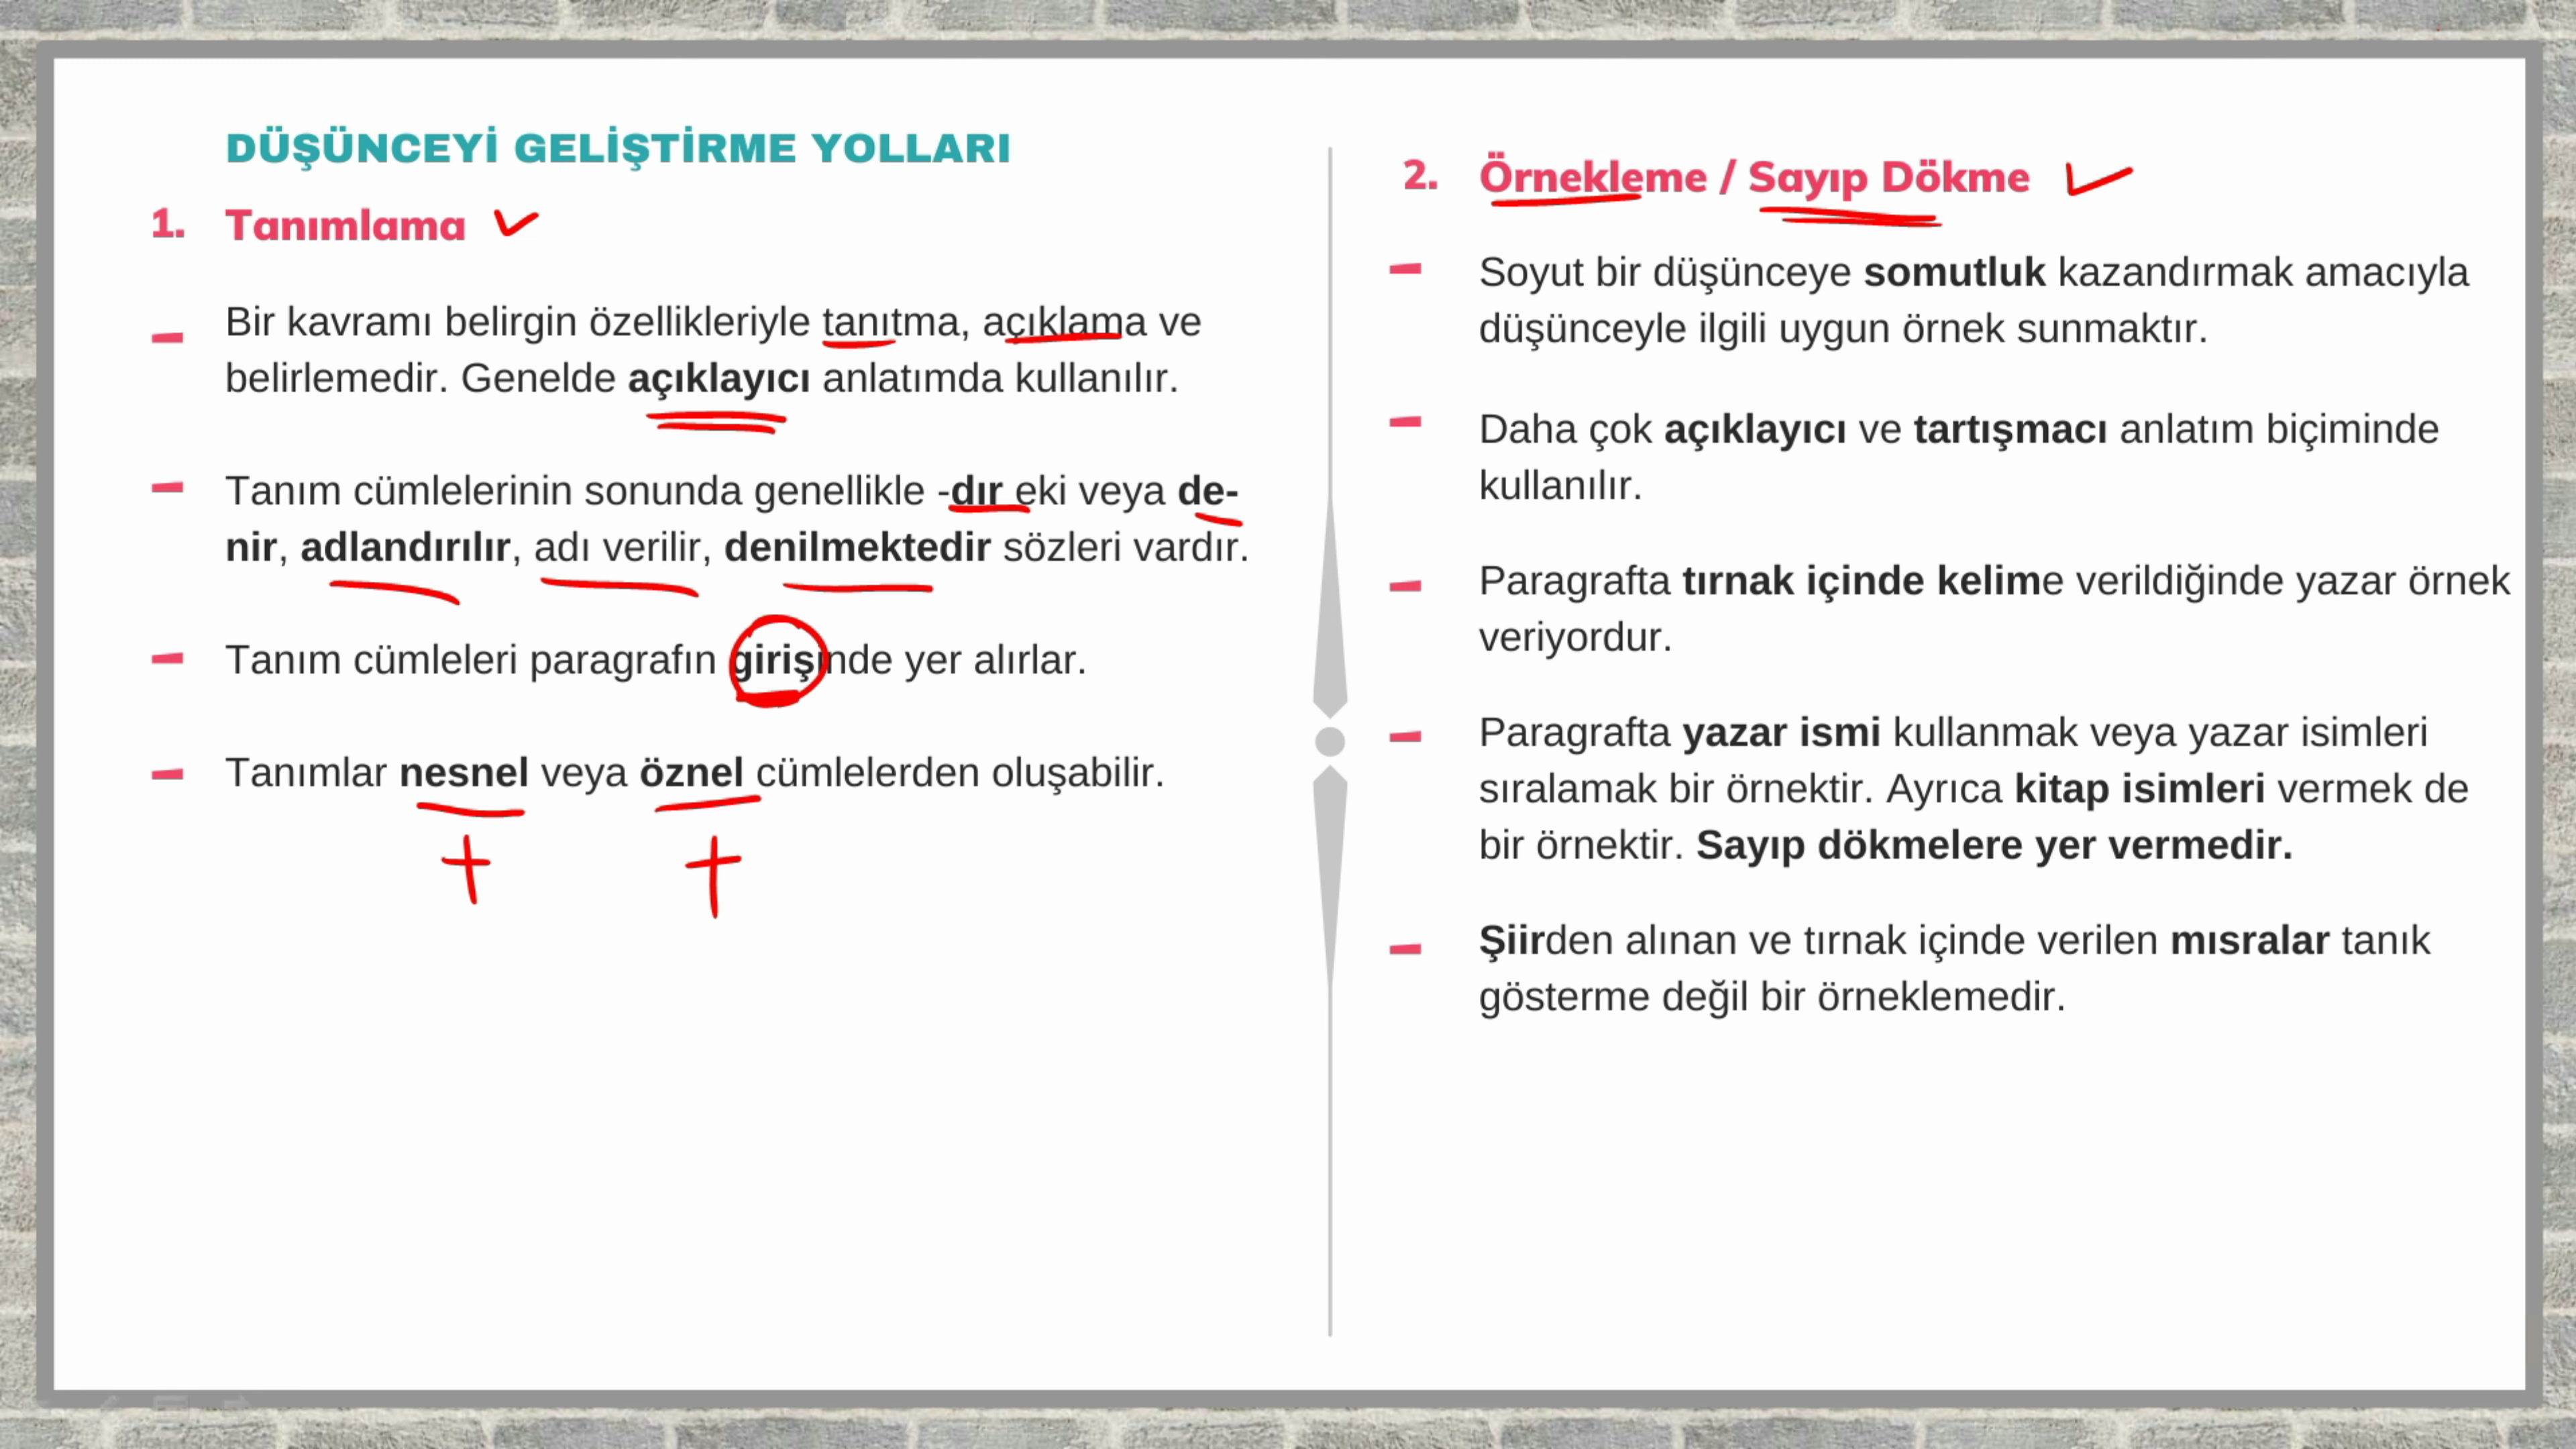 DÜŞÜNCEYİ GELİŞTİRME YOLLARI
1. Tanımlama
- Bir kavramı belirgin özellikleriyle tanıtma, açıklama ve
belirlemedir. Genelde açıklayıcı anlatımda kullanılır.
- Tanım cümlelerinin sonunda genellikle -dır eki veya de-
nir, adlandırılır, adı verilir, denilmektedir sözleri vardır.
- Tanım cümleleri paragrafın girişinde yer alırlar.
- Tanımlar nesnel veya öznel cümlelerden oluşabilir.
+ +
2. Örnekleme / Sayıp Dökme
- Soyut bir düşünceye somutluk kazandırmak amacıyla
düşünceyle ilgili uygun örnek sunmaktır.
- Daha çok açıklayıcı ve tartışmacı anlatım biçiminde
kullanılır.
- Paragrafta tırnak içinde kelime verildiğinde yazar örnek
veriyordur.
- Paragrafta yazar ismi kullanmak veya yazar isimleri
sıralamak bir örnektir. Ayrıca kitap isimleri vermek de
bir örnektir. Sayıp dökmelere yer vermedir.
- Şiirden alınan ve tırnak içinde verilen mısralar tanık
gösterme değil bir örneklemedir.